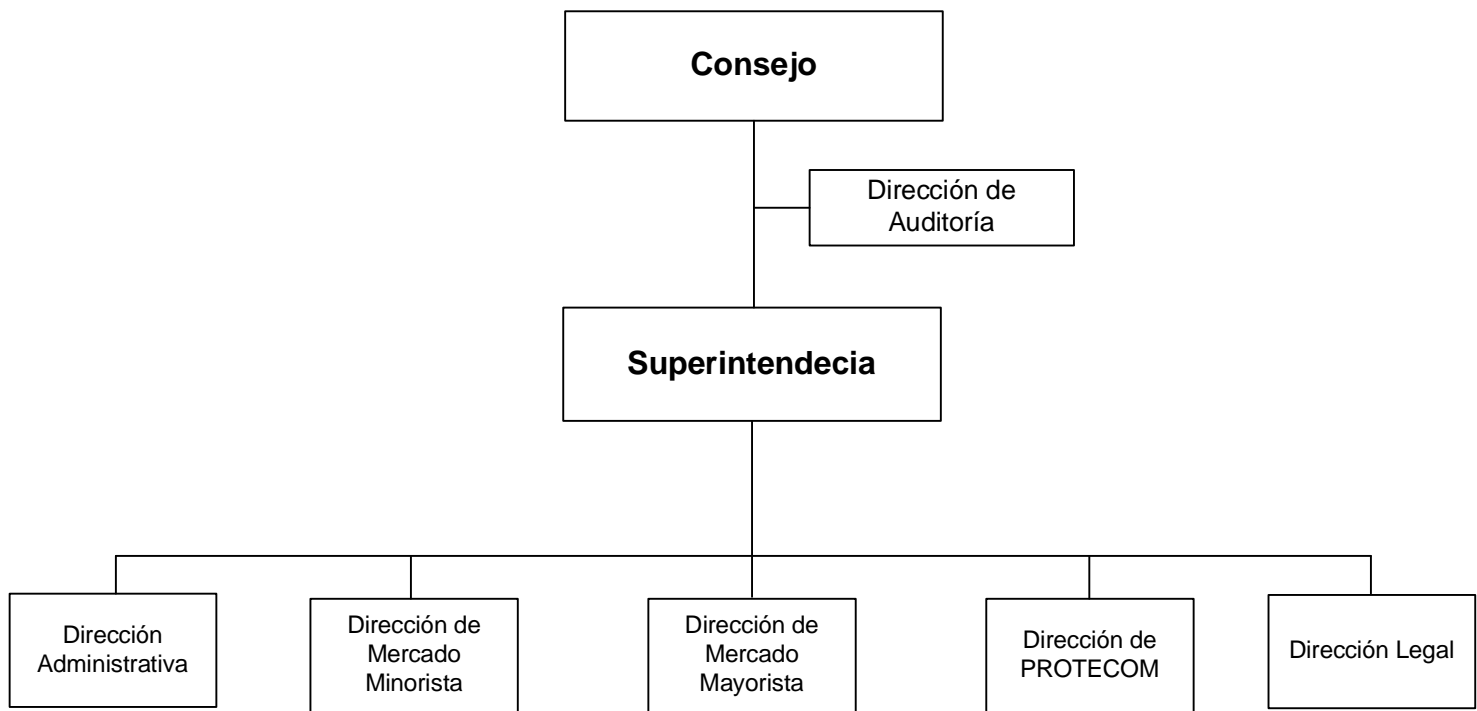 Consejo
Dirección de
Auditoría
Superintendecia
Dirección
Administrativa
Dirección de
Mercado
Minorista
Dirección de
Mercado
Mayorista
Dirección de
PROTECOM
Dirección Legal